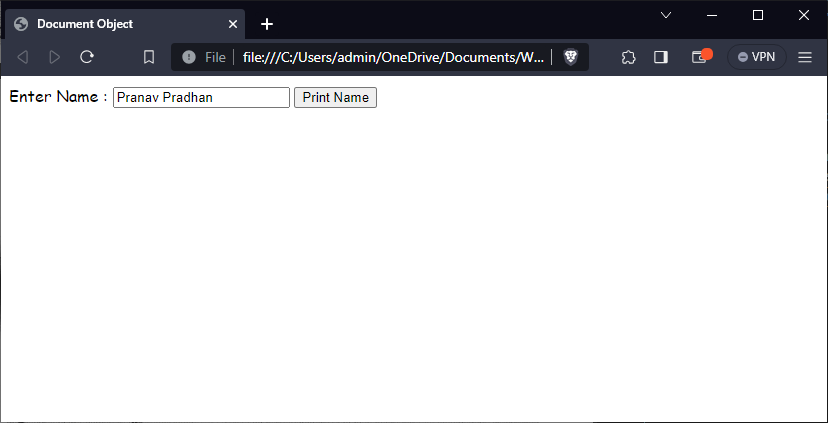 Document Object
File file:///C:/Users/admin/OneDrive/Documents/W... VPN
Enter Name : Pranav Pradhan Print Name